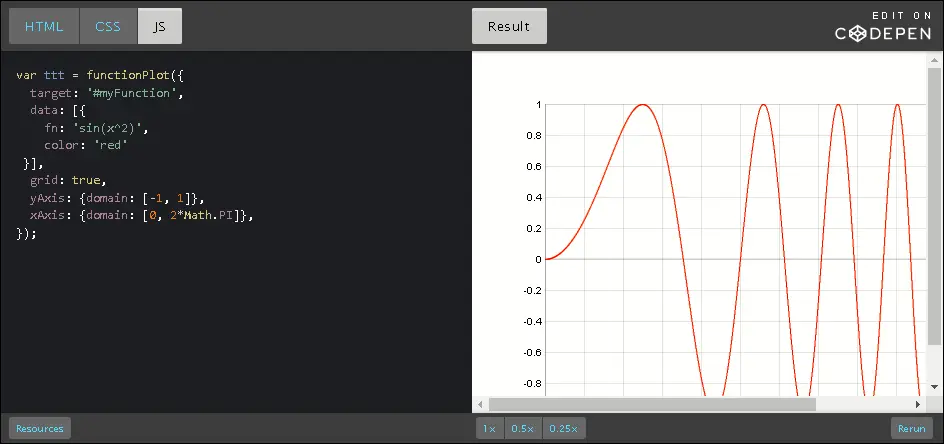 HTML CSS JS
Result
EDIT ON
CODEPEN
var ttt = functionPlot({
  target: '#myFunction',
  data: [{
    fn: 'sin(x^2)',
    color: 'red'
 }],
  grid: true,
  yAxis: {domain: [-1, 1]},
  xAxis: {domain: [0, 2*Math.PI]},
});
1
0.8
0.6
0.4
0.2
0
-0.2
-0.4
-0.6
-0.8
Resources
1x 0.5x 0.25x
Rerun